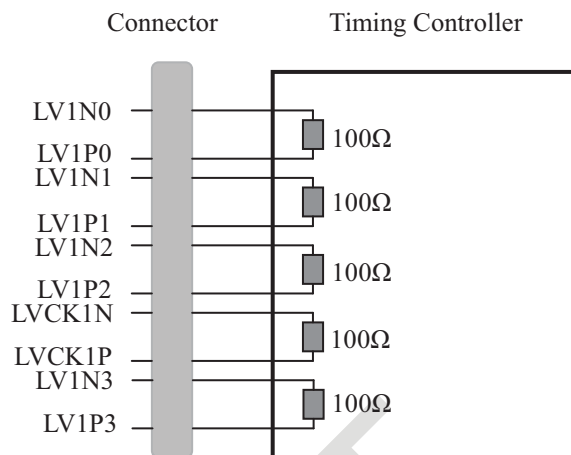 Connector Timing Controller
LV1N0
100Ω
LV1P0
LV1N1
100Ω
LV1P1
LV1N2
100Ω
LV1P2
LVCK1N
100Ω
LVCK1P
LV1N3
100Ω
LV1P3